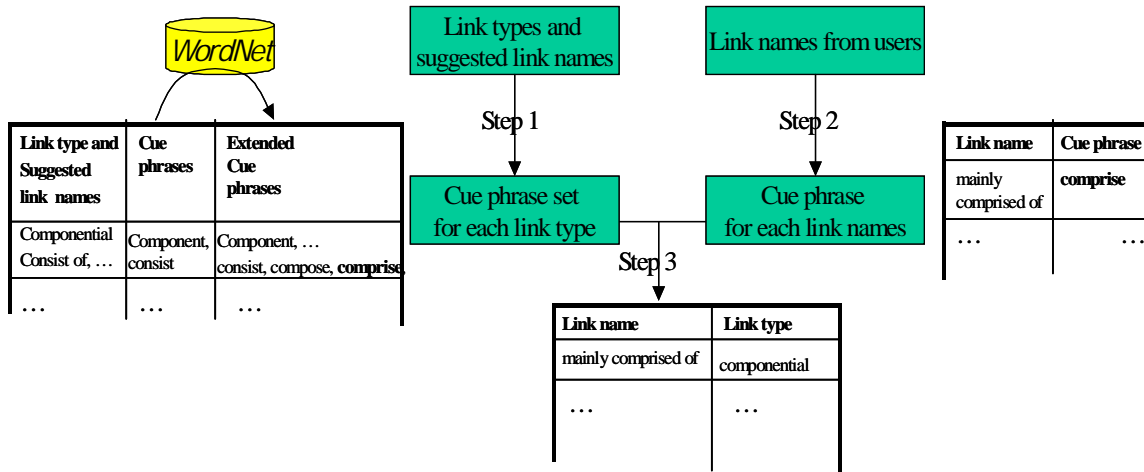 WordNet
Link types and
suggested link names
Link names from users
Step 1
Step 2
Link type and
Suggested
link names
Cue
phrases
Extended
Cue
phrases
Componential
Consist of, …
Component,
consist
Component, …
consist, compose, comprise,
…
…
…
Cue phrase set
for each link type
Cue phrase
for each link names
Step 3
Link name
Cue phrase
mainly
comprised of
comprise
…
…
Link name
Link type
mainly comprised of
componential
…
…